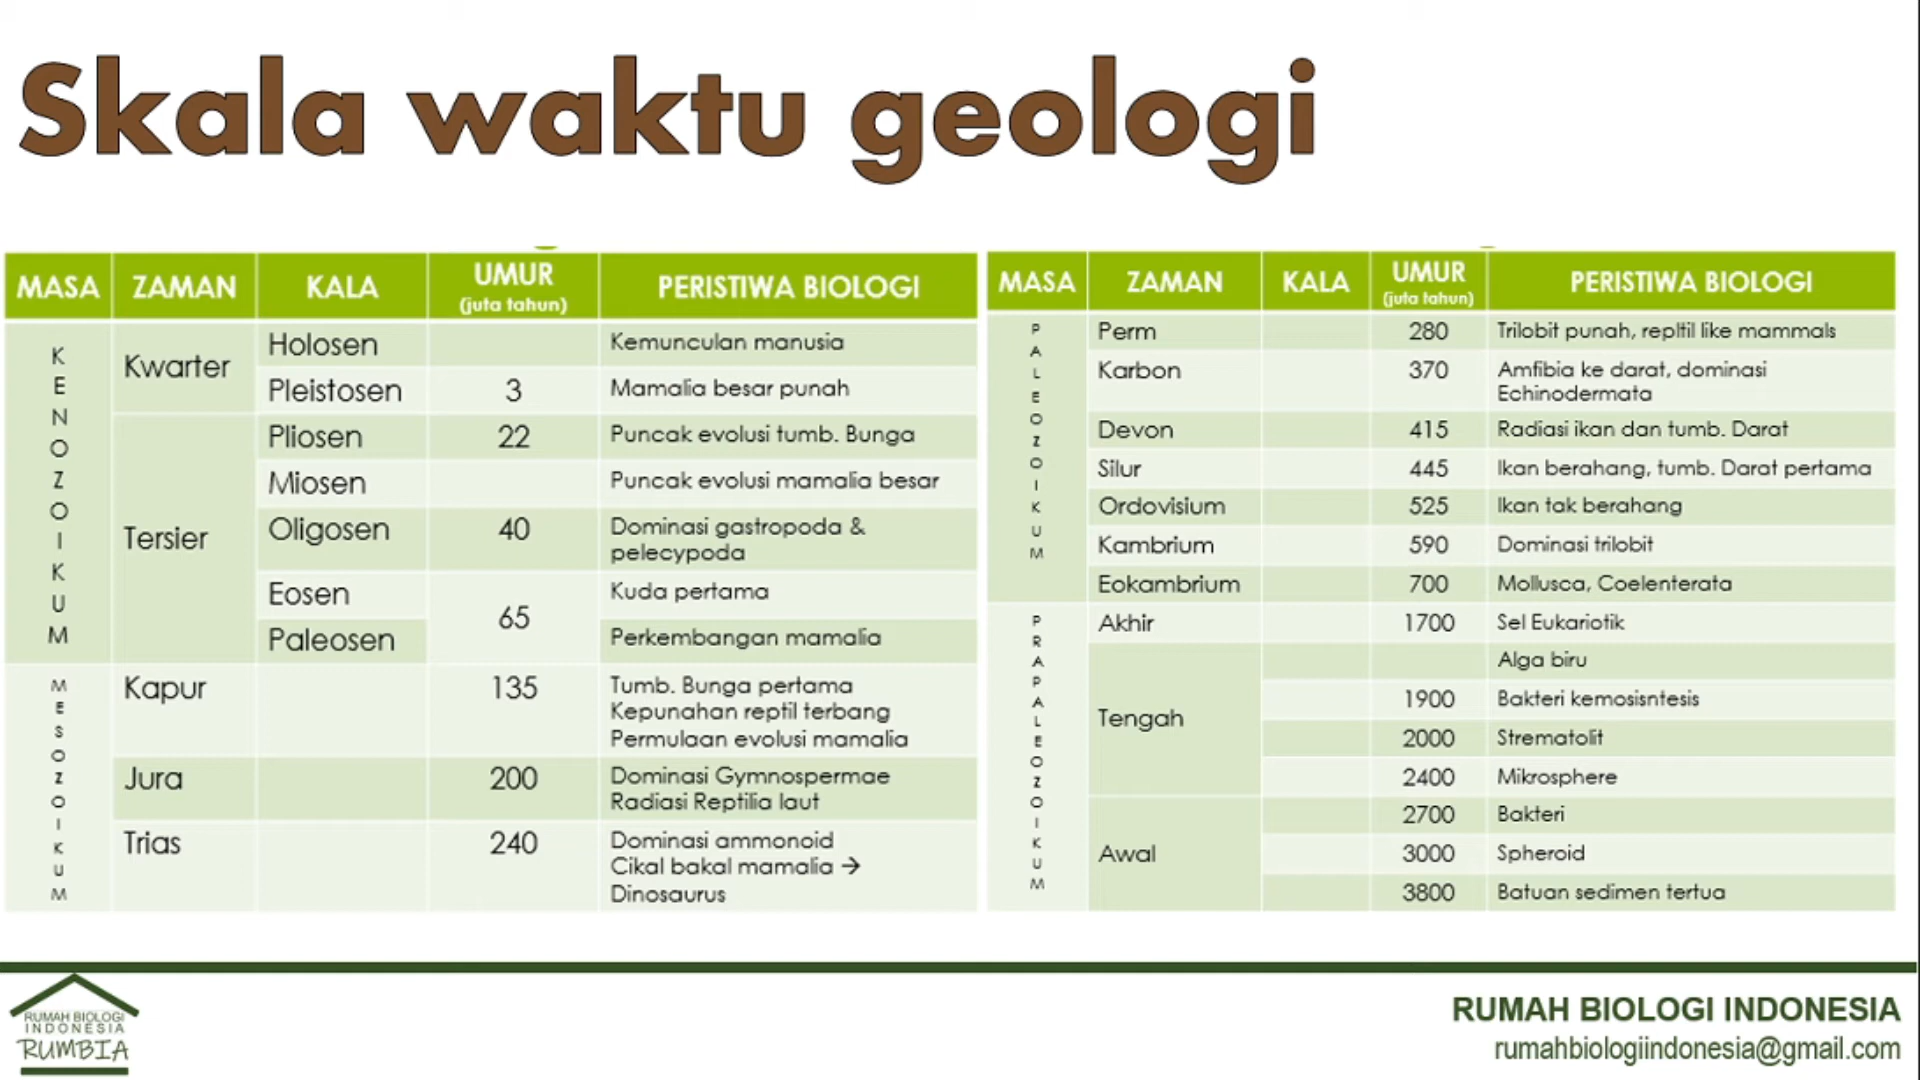 Skala waktu geologi
MASA ZAMAN KALA UMUR (juta tahun) PERISTIWA BIOLOGI
KENOZOIKUM
Kwarter
Holosen Kemunculan manusia
Pleistosen 3 Mamalia besar punah
Tersier
Pliosen 22 Puncak evolusi tumb. Bunga
Miosen Puncak evolusi mamalia besar
Oligosen 40 Dominasi gastropoda &
pelecypoda
Eosen 65 Kuda pertama
Paleosen Perkembangan mamalia
MESOZOIKUM
Kapur 135 Tumb. Bunga pertama
Kepunahan reptil terbang
Permulaan evolusi mamalia
Jura 200 Dominasi Gymnospermae
Radiasi Reptilia laut
Trias 240 Dominasi ammonoid
Cikal bakal mamalia →
Dinosaurus
MASA ZAMAN KALA UMUR (juta tahun) PERISTIWA BIOLOGI
PALEOZOIKUM
Perm 280 Trilobit punah, repltil like mammals
Karbon 370 Amfibia ke darat, dominasi
Echinodermata
Devon 415 Radiasi ikan dan tumb. Darat
Silur 445 Ikan berahang, tumb. Darat pertama
Ordovisium 525 Ikan tak berahang
Kambrium 590 Dominasi trilobit
Eokambrium 700 Mollusca, Coelenterata
PRAPALEOZOIKUM
Akhir 1700 Sel Eukariotik
Tengah
Alga biru
1900 Bakteri kemosisntesis
2000 Strematolit
2400 Mikrosphere
Awal
2700 Bakteri
3000 Spheroid
3800 Batuan sedimen tertua
RUMAH BIOLOGI
INDONESIA
RUMBIA
RUMAH BIOLOGI INDONESIA
rumahbiologiindonesia@gmail.com